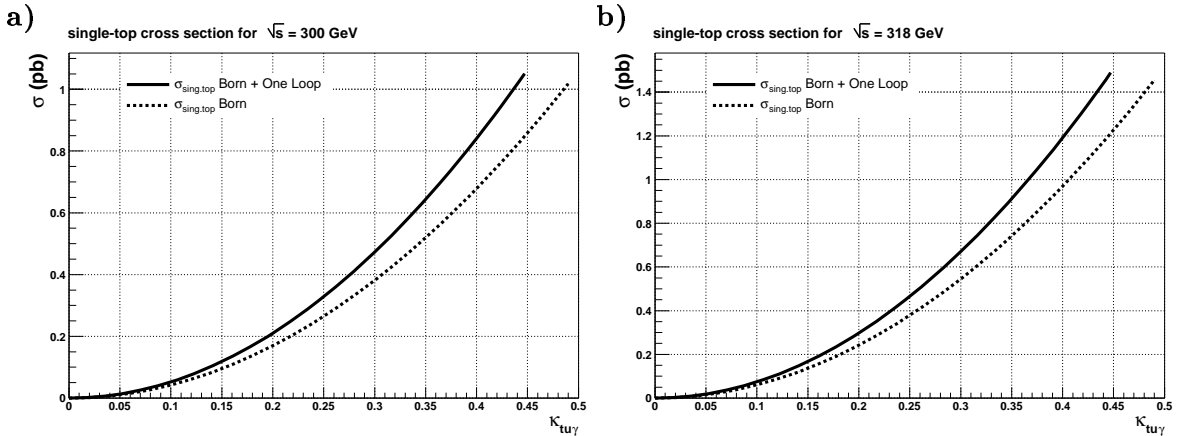 a)
single-top cross section for √s = 300 GeV
σ (pb)
σsing.top Born + One Loop
σsing.top Born
1
0.8
0.6
0.4
0.2
0
0 0.05 0.1 0.15 0.2 0.25 0.3 0.35 0.4 0.45 0.5
κtuγ
b)
single-top cross section for √s = 318 GeV
σ (pb)
σsing.top Born + One Loop
σsing.top Born
1.4
1.2
1
0.8
0.6
0.4
0.2
0
0 0.05 0.1 0.15 0.2 0.25 0.3 0.35 0.4 0.45 0.5
κtuγ